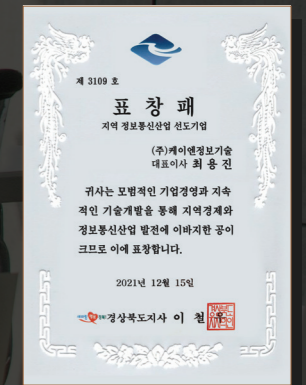 제 3109 호
표 창 패
지역 정보통신산업 선도기업
(주)케이엔정보기술
대표이사 최 용 진
귀사는 모범적인 기업경영과 지속
적인 기술개발을 통해 지역경제와
정보통신산업 발전에 이바지한 공이
크므로 이에 표창합니다.
2021년 12월 15일
경상북도지사 이 철 우